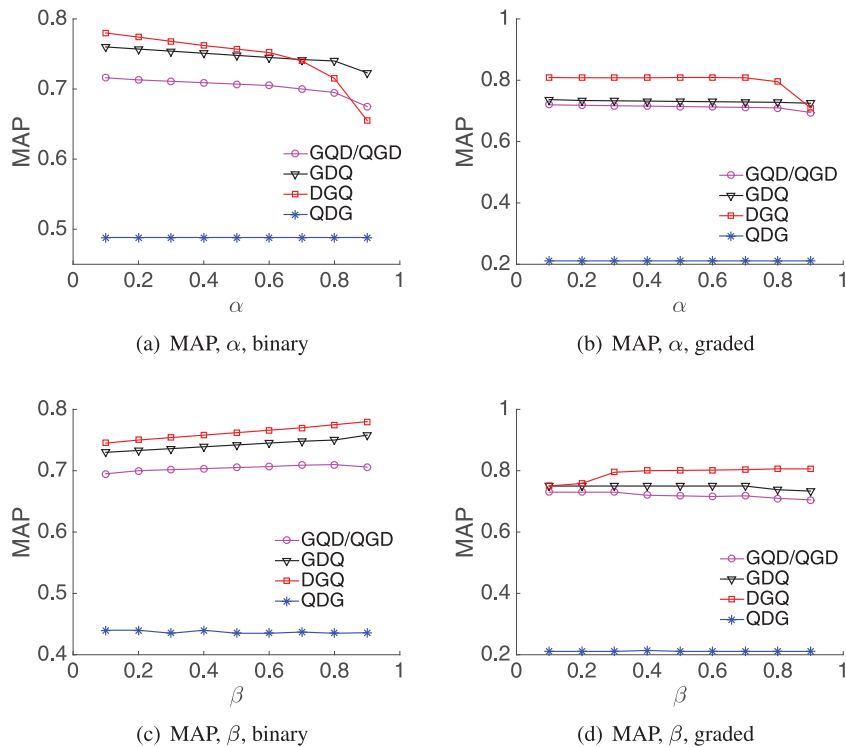 0.8
0.7
0.6
0.5
MAP
GQD/QGD
GDQ
DGQ
QDG
0 0.2 0.4 0.6 0.8 1
α
(a) MAP, α, binary
1
0.8
0.6
0.4
0.2
MAP
GQD/QGD
GDQ
DGQ
QDG
0 0.2 0.4 0.6 0.8 1
α
(b) MAP, α, graded
0.8
0.7
0.6
0.5
0.4
MAP
GQD/QGD
GDQ
DGQ
QDG
0 0.2 0.4 0.6 0.8 1
β
(c) MAP, β, binary
1
0.8
0.6
0.4
0.2
MAP
GQD/QGD
GDQ
DGQ
QDG
0 0.2 0.4 0.6 0.8 1
β
(d) MAP, β, graded